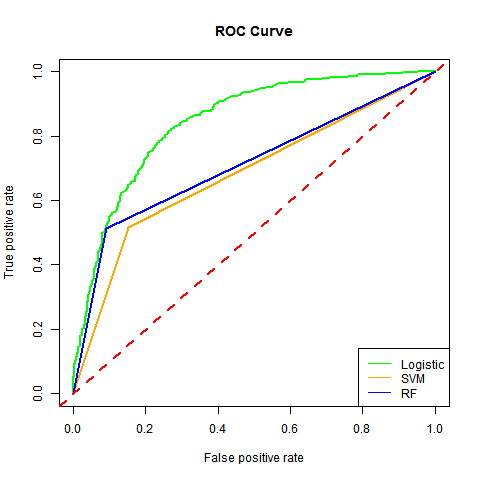 ROC Curve
True positive rate
1.0
0.8
0.6
0.4
0.2
0.0
0.0 0.2 0.4 0.6 0.8 1.0
False positive rate
Logistic
SVM
RF